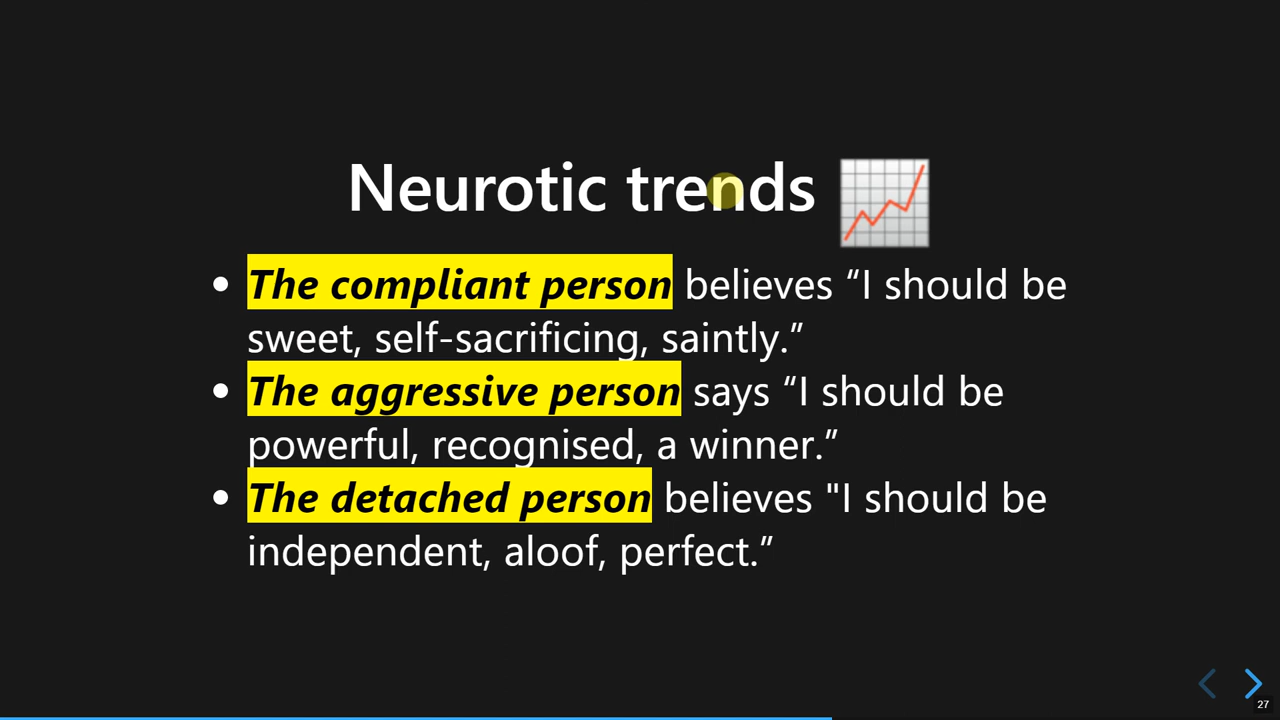 Neurotic trends
• The compliant person believes “I should be
sweet, self-sacrificing, saintly.”
• The aggressive person says “I should be
powerful, recognised, a winner.”
• The detached person believes "I should be
independent, aloof, perfect.”
27